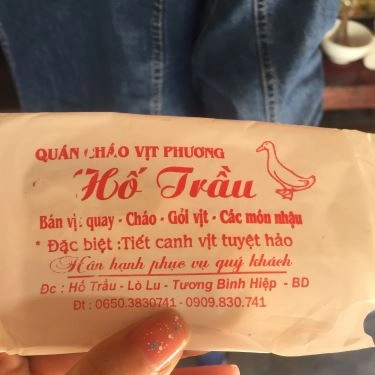 QUÁN CHÁO VỊT PHƯƠNG
Hố Trầu
Bán vịt quay - Cháo - Gỏi vịt - Các món nhậu
* Đặc biệt :Tiết canh vịt tuyệt hảo
Hân hạnh phục vụ quý khách
Đc : Hố Trầu - Lò Lu - Tương Bình Hiệp - BD
Đt : 0650.3830741 - 0909.830.741